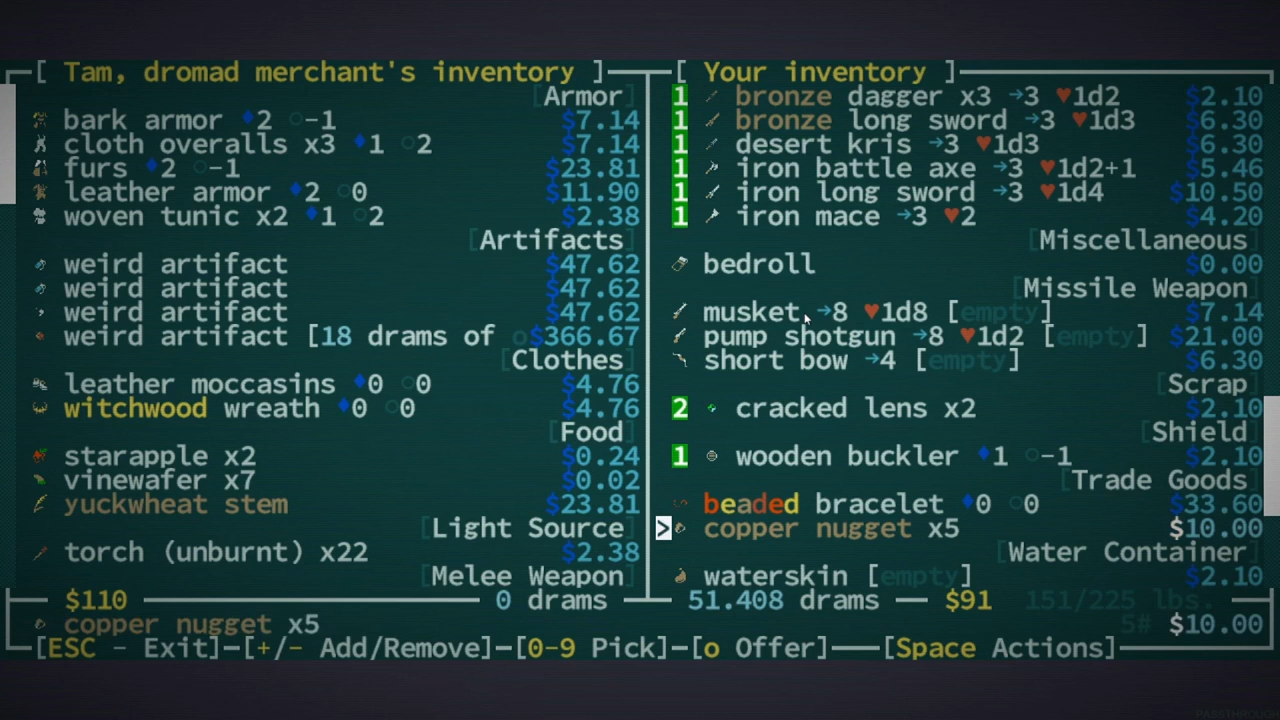 [ Tam, dromad merchant's inventory ]
[Armor]
bark armor ♦2 ○-1 $7.14
cloth overalls x3 ♦1 ○2 $7.14
furs ♦2 ○-1 $23.81
leather armor ♦2 ○0 $11.90
woven tunic x2 ♦1 ○2 $2.38
[Artifacts]
weird artifact $47.62
weird artifact $47.62
weird artifact $47.62
weird artifact [18 drams of o$366.67
[Clothes]
leather moccasins ♦0 ○0 $4.76
witchwood wreath ♦0 ○0 $4.76
[Food]
starapple x2 $0.24
vinewafer x7 $0.02
yuckwheat stem $23.81
[Light Source]
torch (unburnt) x22 $2.38
[Melee Weapon]
[ Your inventory ]
1 bronze dagger x3 →3 ♥1d2 $2.10
1 bronze long sword →3 ♥1d3 $6.30
1 desert kris →3 ♥1d3 $6.30
1 iron battle axe →3 ♥1d2+1 $5.46
1 iron long sword →3 ♥1d4 $10.50
1 iron mace →3 ♥2 $4.20
[Miscellaneous]
bedroll $0.00
[Missile Weapon]
musket →8 ♥1d8 [empty] $7.14
pump shotgun →8 ♥1d2 [empty] $21.00
short bow →4 [empty] $6.30
[Scrap]
2 cracked lens x2 $2.10
[Shield]
1 wooden buckler ♦1 ○-1 $2.10
[Trade Goods]
beaded bracelet ♦0 ○0 $33.60
> copper nugget x5 $10.00
[Water Container]
waterskin [empty] $2.10
$110 0 drams 51.408 drams $91 151/225 lbs.
copper nugget x5 5# $10.00
[ESC - Exit]-[+/- Add/Remove]-[0-9 Pick]-[o Offer] [Space Actions]